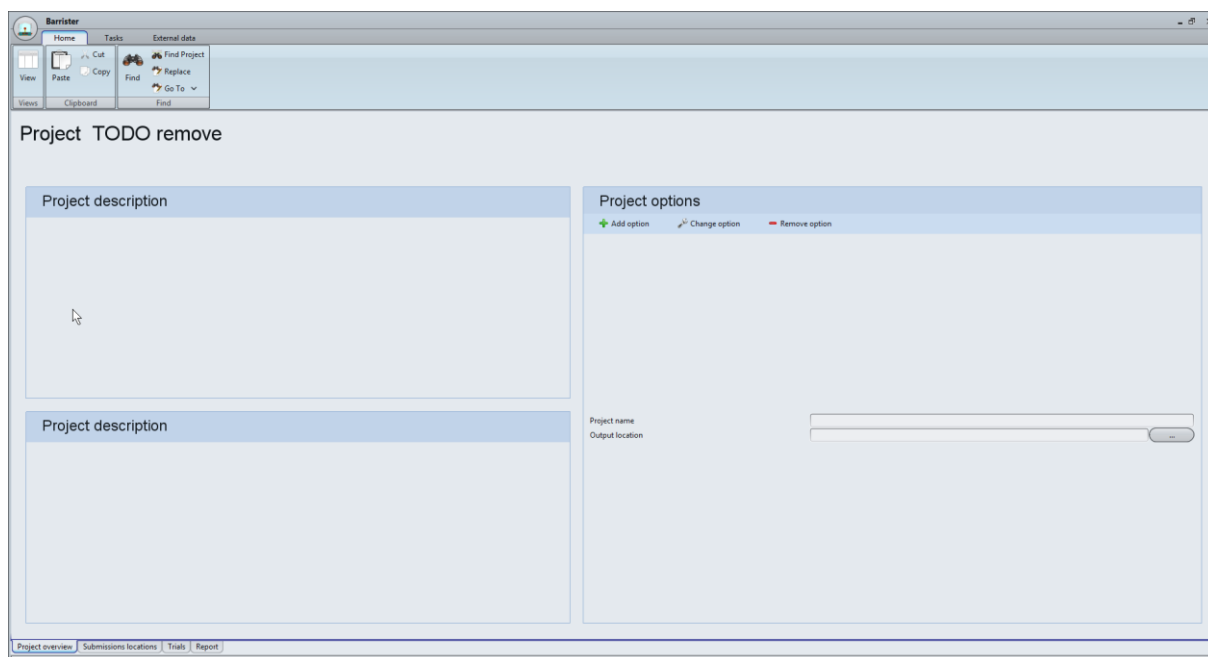 Barrister
Home Tasks External data
View
Paste
Cut
Copy
Find
Find Project
Replace
Go To
Views Clipboard Find
Project TODO remove
Project description
Project options
Add option Change option Remove option
Project description
Project name
Output location
...
Project overview Submissions locations Trials Report